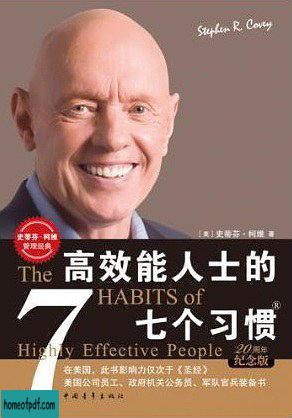 Stephen R. Covey
[美] 史蒂芬·柯维 著
史蒂芬·柯维
管理经典
The 高效能人士的
7 HABITS of
七个习惯®
Highly Effective People 20周年
纪念版
在美国，此书影响力仅次于《圣经》
美国公司员工、政府机关公务员、军队官兵装备书
中国青年出版社
homeofpdf.com